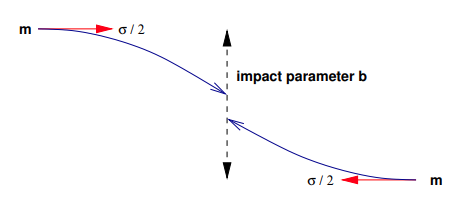 m
σ / 2
impact parameter b
σ / 2
m